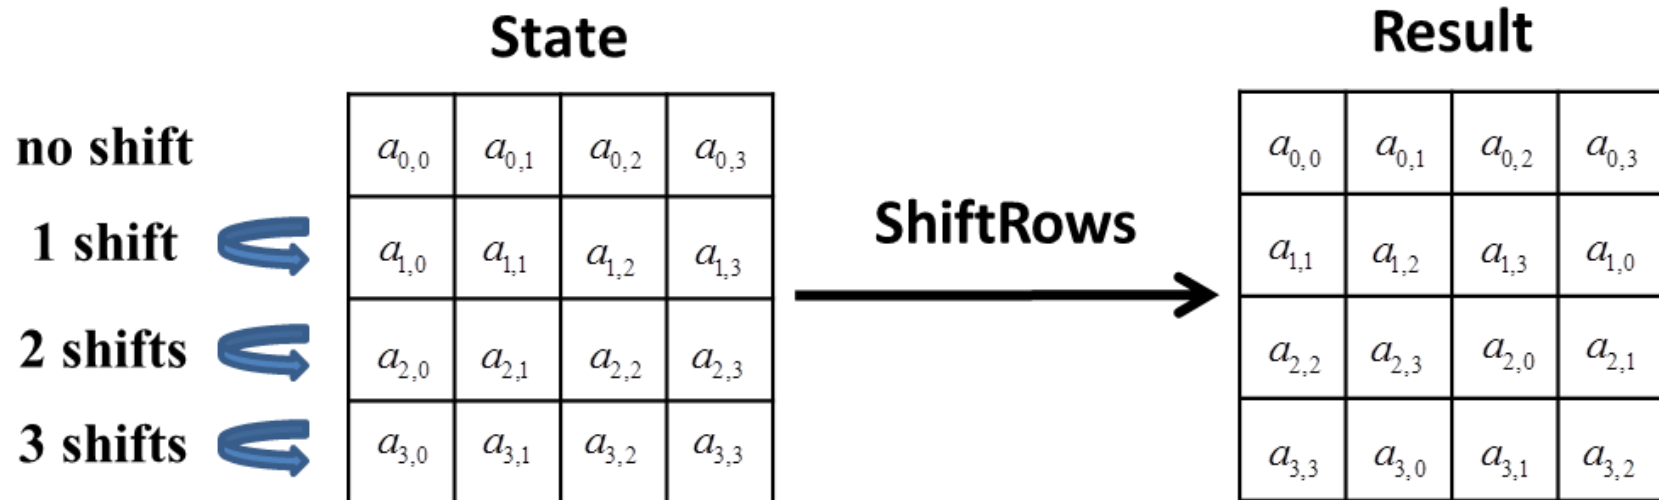 State Result
no shift a0,0 a0,1 a0,2 a0,3 a0,0 a0,1 a0,2 a0,3
1 shift a1,0 a1,1 a1,2 a1,3 ShiftRows a1,1 a1,2 a1,3 a1,0
2 shifts a2,0 a2,1 a2,2 a2,3 a2,2 a2,3 a2,0 a2,1
3 shifts a3,0 a3,1 a3,2 a3,3 a3,3 a3,0 a3,1 a3,2